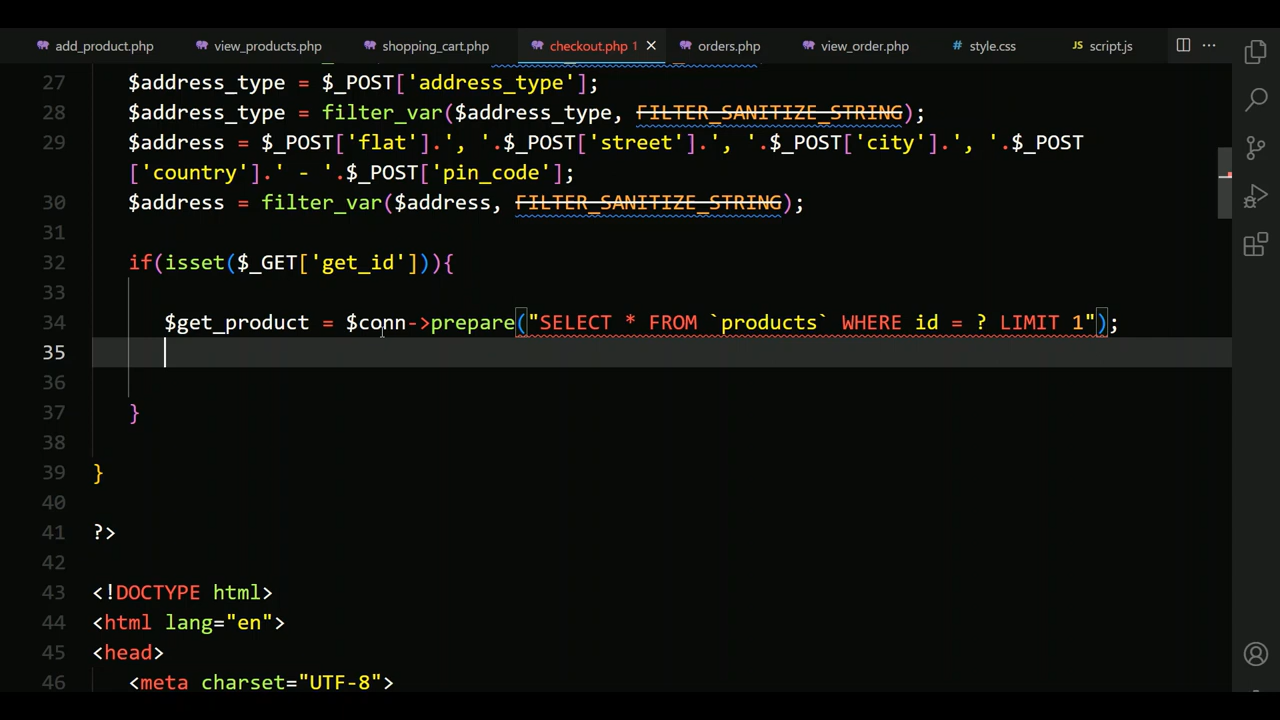 add_product.php view_products.php shopping_cart.php checkout.php 1 orders.php view_order.php style.css JS script.js
27 $address_type = $_POST['address_type'];
28 $address_type = filter_var($address_type, FILTER_SANITIZE_STRING);
29 $address = $_POST['flat'].', '.$_POST['street'].', '.$_POST['city'].', '.$_POST
['country'].' - '.$_POST['pin_code'];
30 $address = filter_var($address, FILTER_SANITIZE_STRING);
31
32 if(isset($_GET['get_id'])){
33
34 $get_product = $conn->prepare("SELECT * FROM `products` WHERE id = ? LIMIT 1");
35
36
37 }
38
39 }
40
41 ?>
42
43 <!DOCTYPE html>
44 <html lang="en">
45 <head>
46 <meta charset="UTF-8">